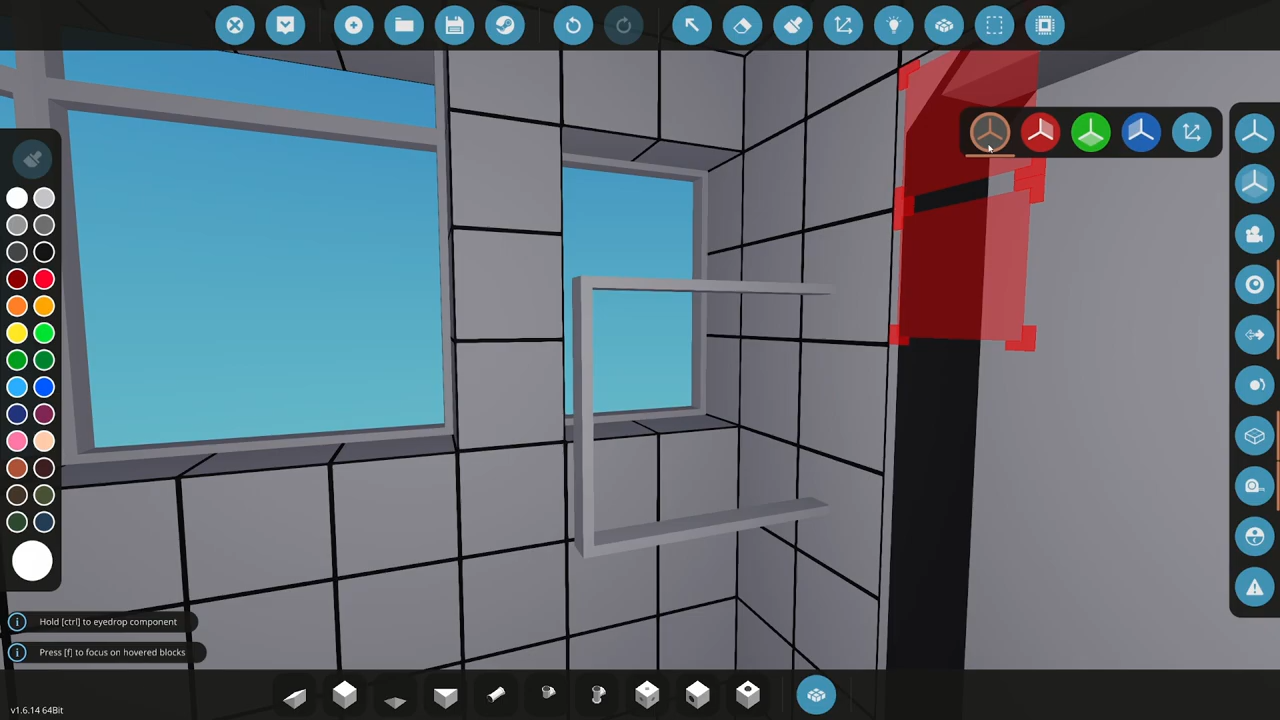 Hold [ctrl] to eyedrop component
Press [f] to focus on hovered blocks
v1.6.14 64Bit